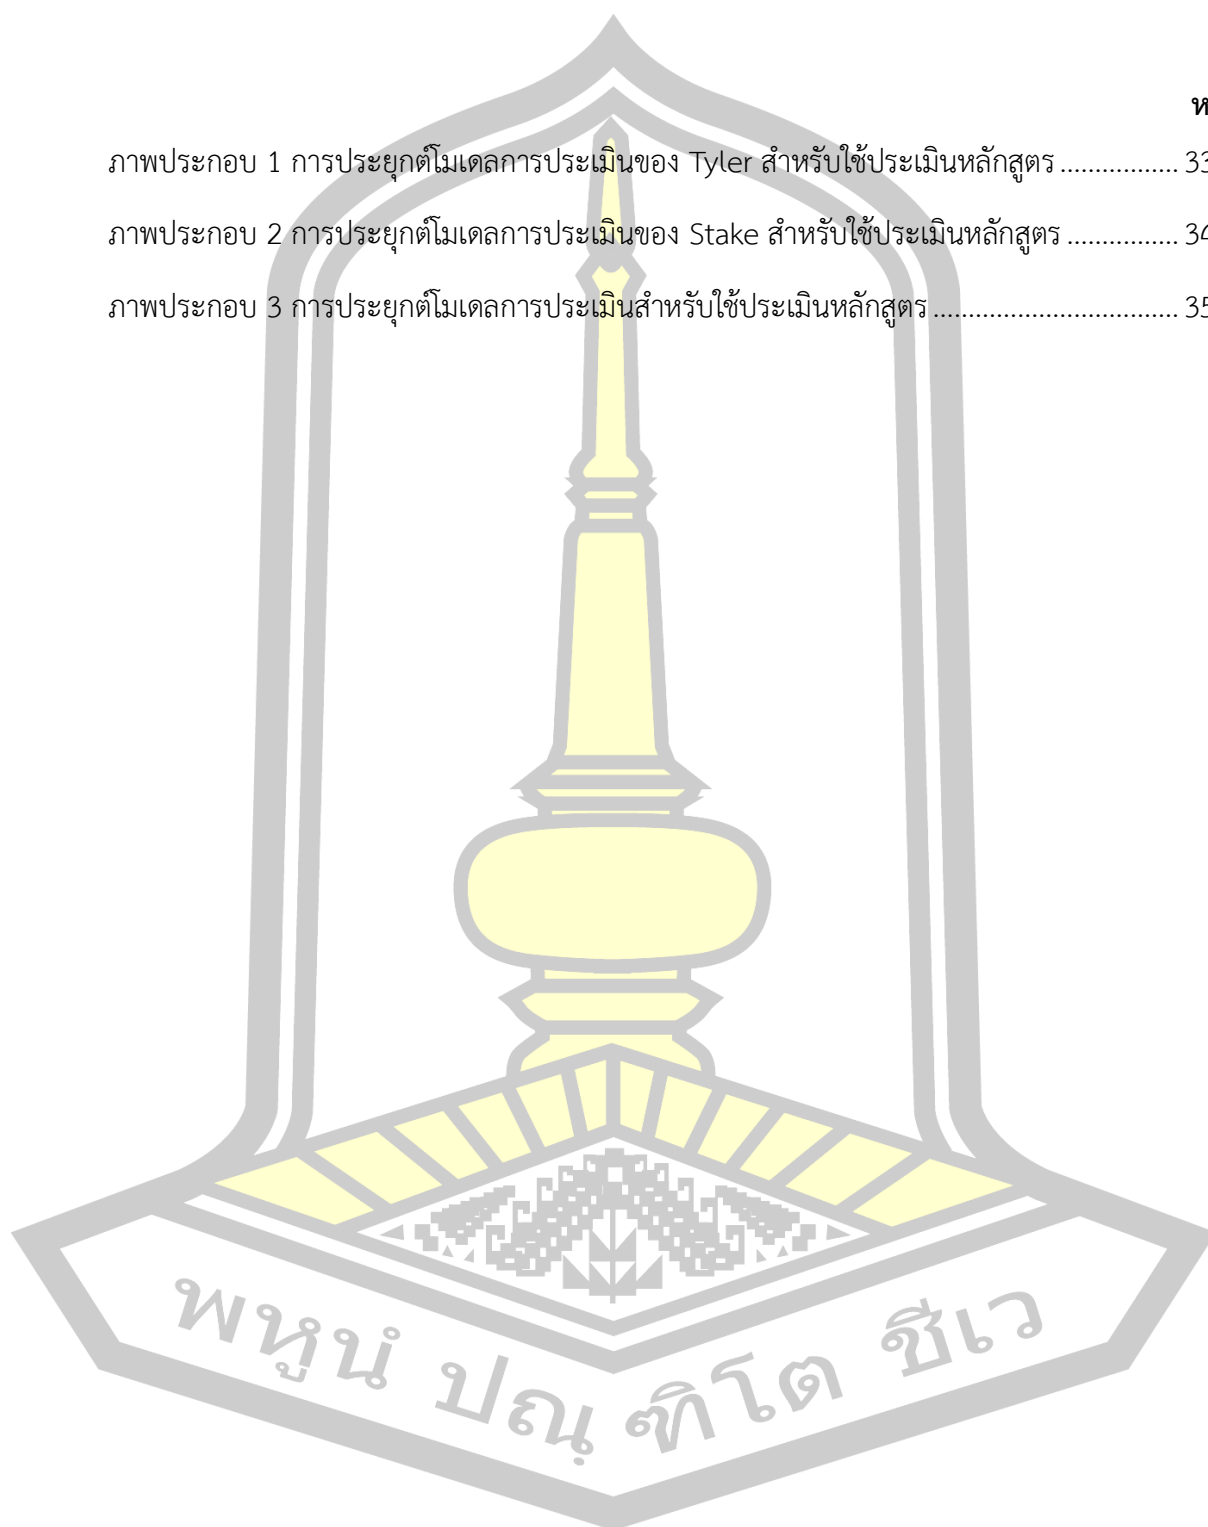 ภาพประกอบ 1 การประยุกต์โมเดลการประเมินของ Tyler สำหรับใช้ประเมินหลักสูตร ................. 33
ภาพประกอบ 2 การประยุกต์โมเดลการประเมินของ Stake สำหรับใช้ประเมินหลักสูตร ................ 34
ภาพประกอบ 3 การประยุกต์โมเดลการประเมินสำหรับใช้ประเมินหลักสูตร ................................... 35
พหูนํ ปณฺฑิโต ชีเว